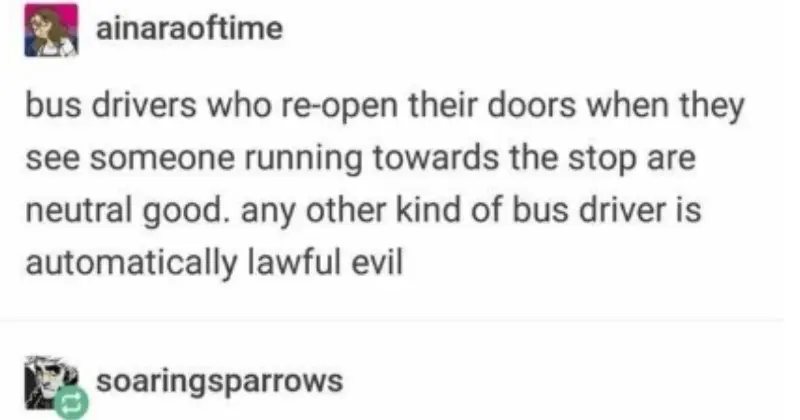 ainaraoftime
bus drivers who re-open their doors when they
see someone running towards the stop are
neutral good. any other kind of bus driver is
automatically lawful evil
soaringsparrows